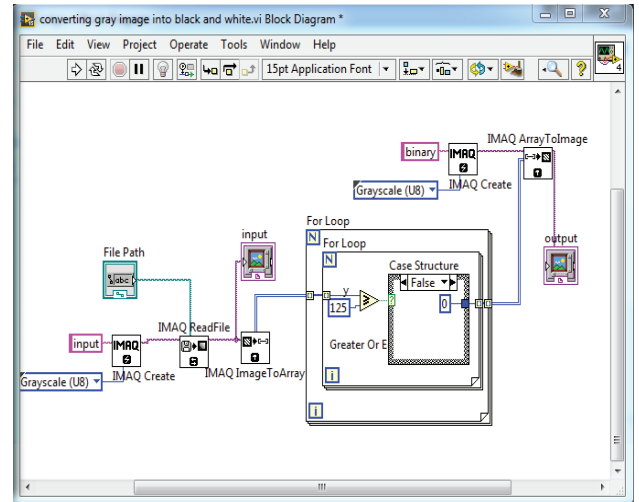 converting gray image into black and white.vi Block Diagram *
File Edit View Project Operate Tools Window Help
15pt Application Font
4
IMAQ ArrayToImage
binary
IMAQ
Grayscale (U8)
IMAQ Create
For Loop
input
output
N
For Loop
File Path
N
Case Structure
abc
y
False
125
?
0
IMAQ ReadFile
Greater Or E
input
IMAQ
IMAQ ImageToArray
Grayscale (U8)
IMAQ Create
i
i